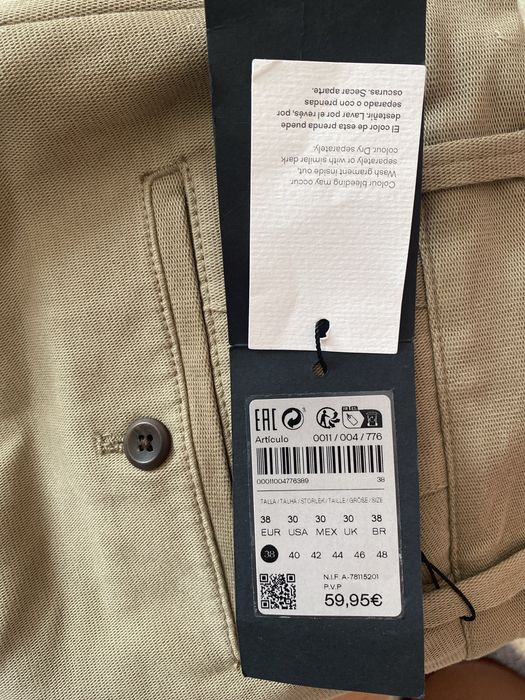 Colour bleeding may occur.
Wash grament inside out,
separately or with similar dark
colour. Dry separately.
El color de esta prenda puede
desteñir. Lavar por el revés, por
separado o con prendas
oscuras. Secar aparte.
EAC
Artículo 0011 / 004 / 776
00011004776389 38
TALLA / TALHA / STORLEK / TAILLE / GRÖßE / SIZE
38 30 30 30 38
EUR USA MEX UK BR
38 40 42 44 46 48
N.I.F. A-78115201
P.V.P
59,95€